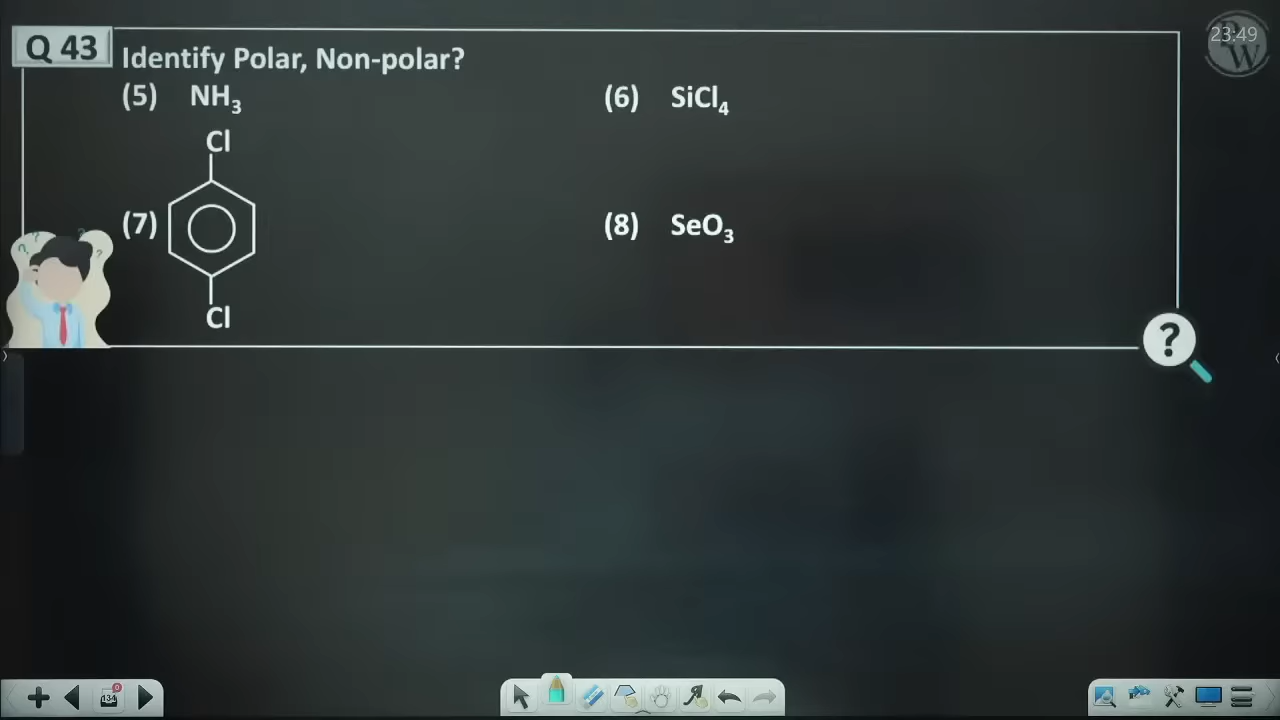 23:49
Q 43
Identify Polar, Non-polar?
(5) NH3
(6) SiCl4
Cl
(7)
Cl
(8) SeO3
?